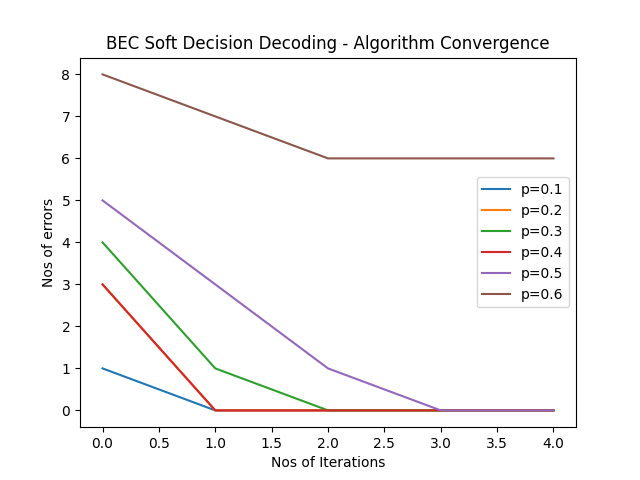 BEC Soft Decision Decoding - Algorithm Convergence
8
7
6
5
4
3
2
1
0
Nos of errors
p=0.1
p=0.2
p=0.3
p=0.4
p=0.5
p=0.6
0.0 0.5 1.0 1.5 2.0 2.5 3.0 3.5 4.0
Nos of Iterations